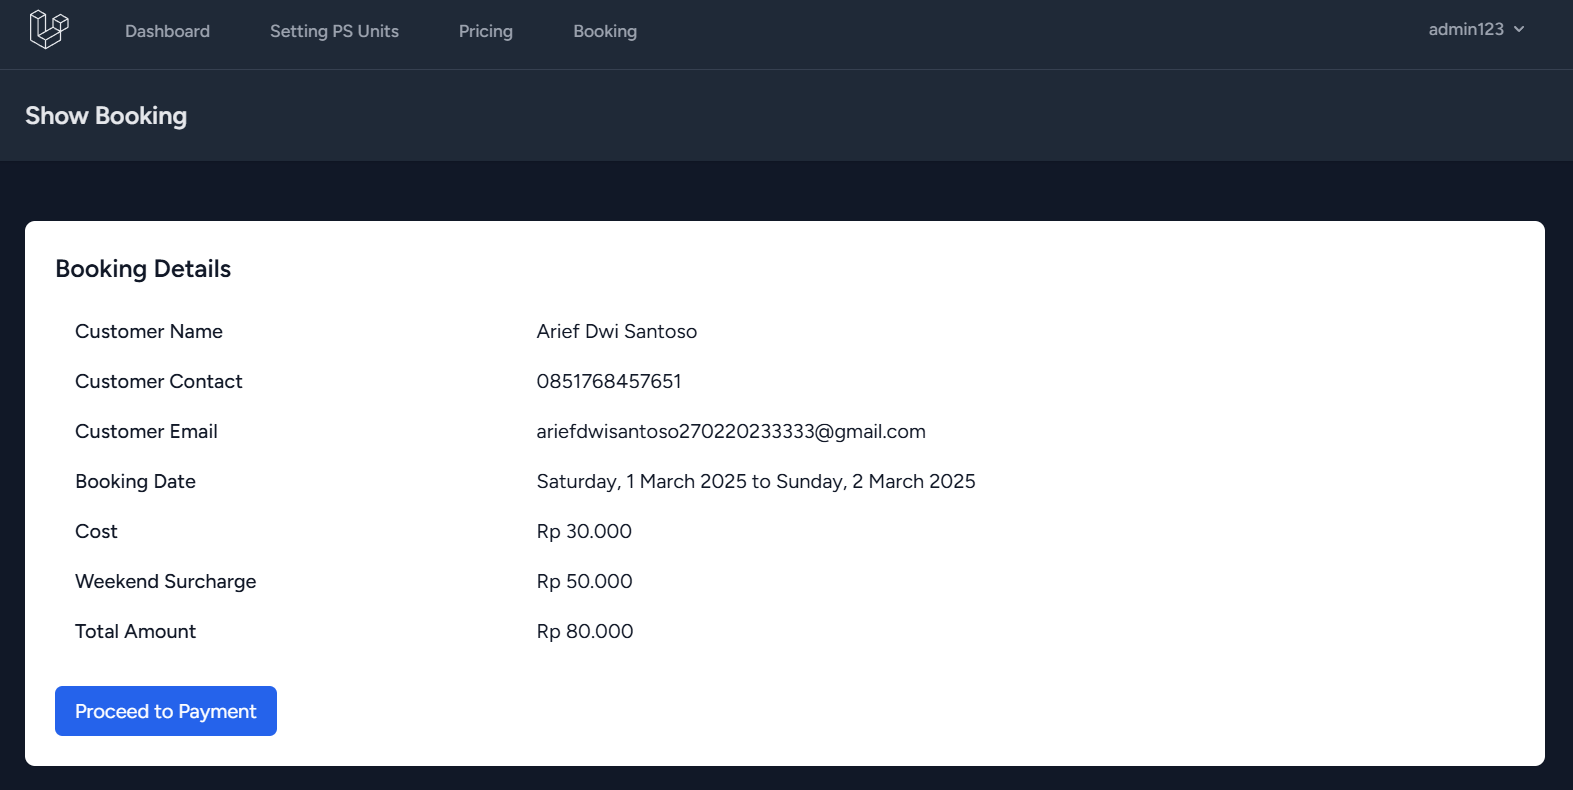 Dashboard Setting PS Units Pricing Booking admin123
Show Booking
Booking Details
Customer Name Arief Dwi Santoso
Customer Contact 0851768457651
Customer Email ariefdwisantoso270220233333@gmail.com
Booking Date Saturday, 1 March 2025 to Sunday, 2 March 2025
Cost Rp 30.000
Weekend Surcharge Rp 50.000
Total Amount Rp 80.000
Proceed to Payment